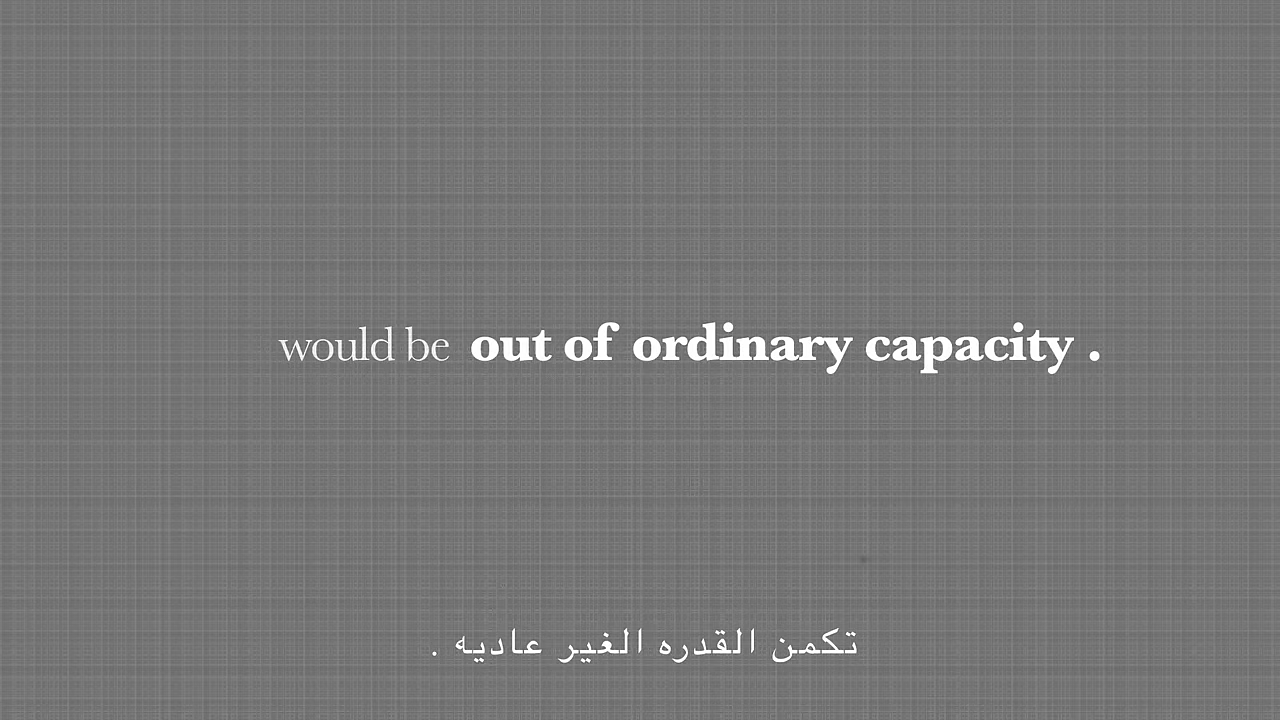 would be out of ordinary capacity .
تكمن القدره الغير عاديه .